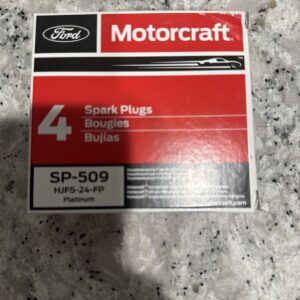 Ford
Motorcraft
4
Spark Plugs
Bougies
Bujías
SP-509
HJFS-24-FP
Platinum